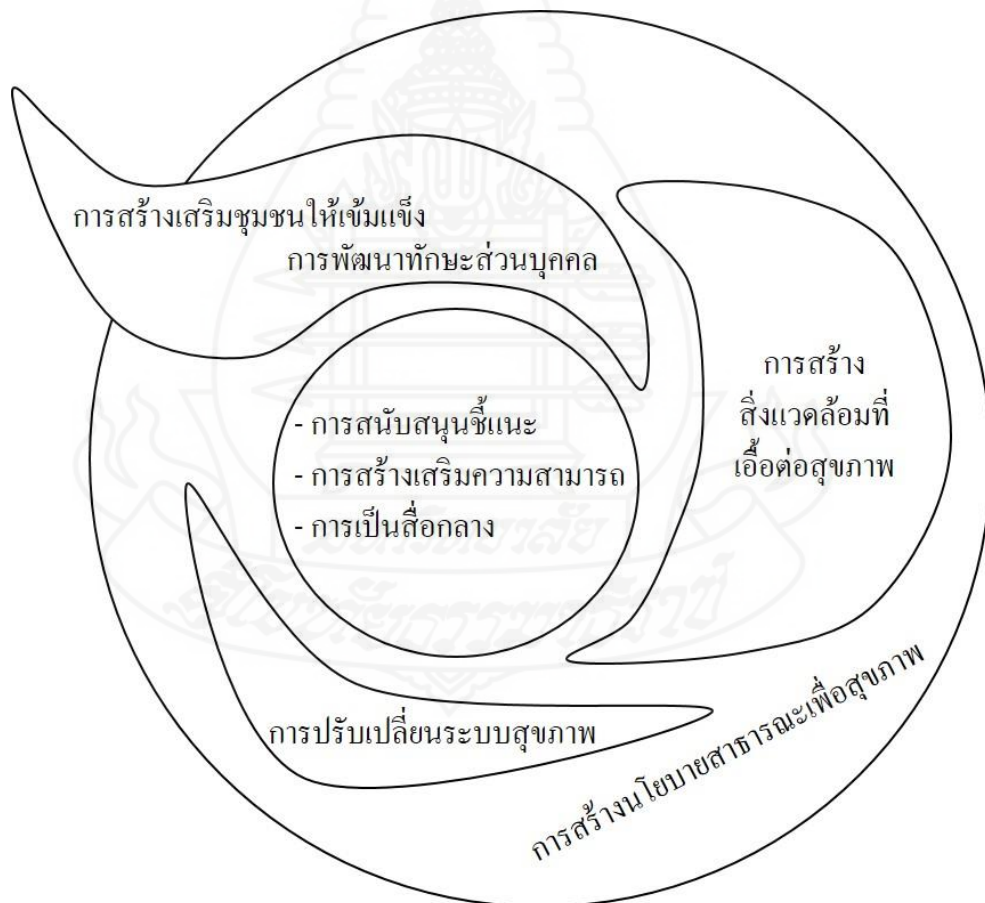 การสร้างเสริมชุมชนให้เข้มแข็ง
การพัฒนาทักษะส่วนบุคคล
การสร้าง
สิ่งแวดล้อมที่
เอื้อต่อสุขภาพ
- การสนับสนุนชี้แนะ
- การสร้างเสริมความสามารถ
- การเป็นสื่อกลาง
การปรับเปลี่ยนระบบสุขภาพ
การสร้างนโยบายสาธารณะเพื่อสุขภาพ